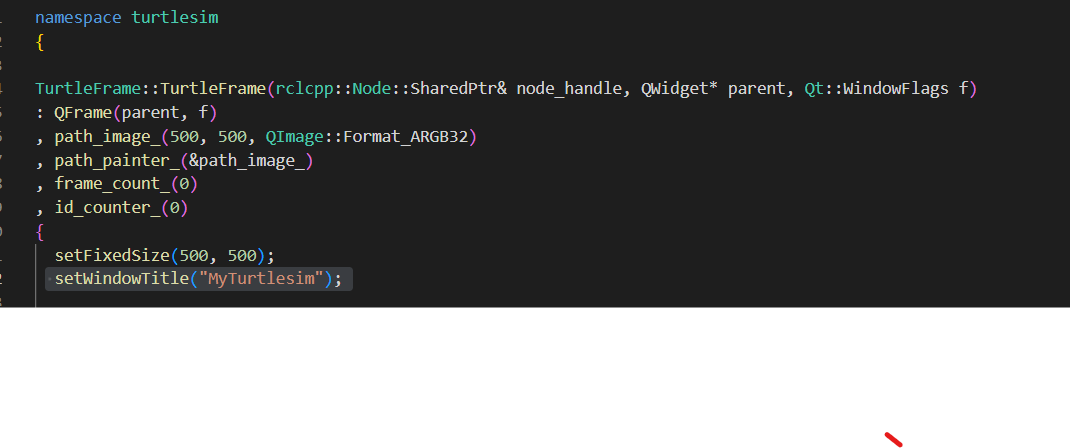 namespace turtlesim
{
TurtleFrame::TurtleFrame(rclcpp::Node::SharedPtr& node_handle, QWidget* parent, Qt::WindowFlags f)
: QFrame(parent, f)
, path_image_(500, 500, QImage::Format_ARGB32)
, path_painter_(&path_image_)
, frame_count_(0)
, id_counter_(0)
{
setFixedSize(500, 500);
setWindowTitle("MyTurtlesim");